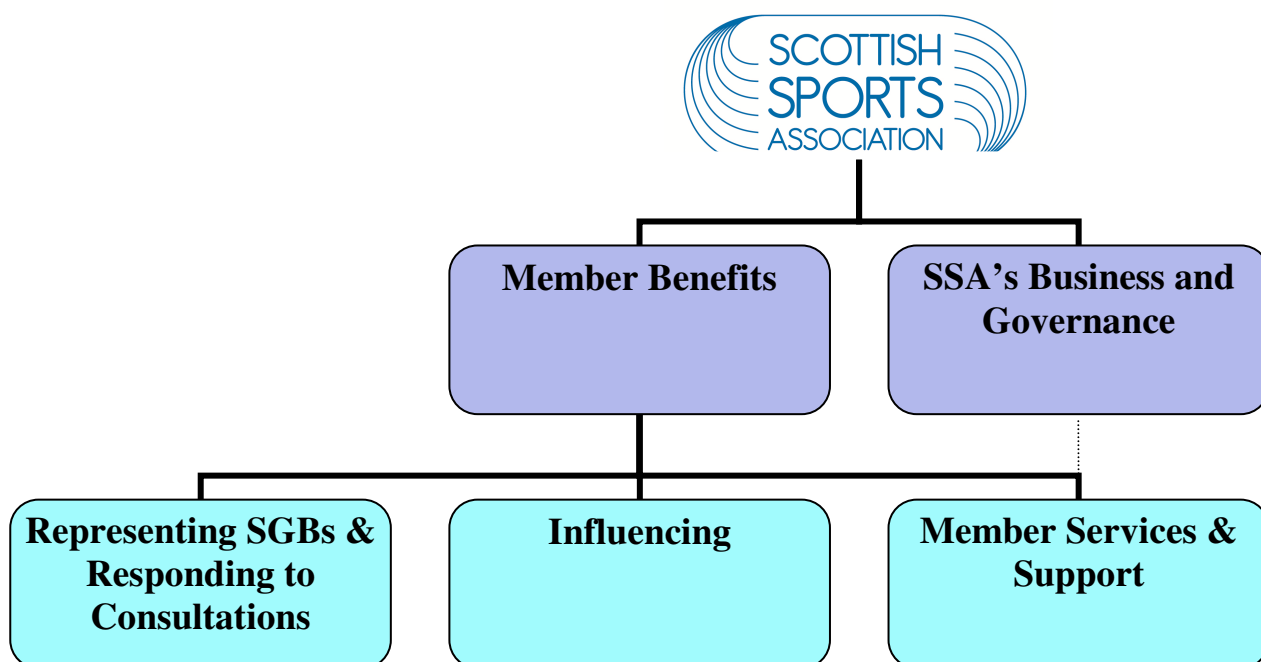 SCOTTISH
SPORTS
ASSOCIATION
Member Benefits
SSA’s Business and
Governance
Representing SGBs &
Responding to
Consultations
Influencing
Member Services &
Support